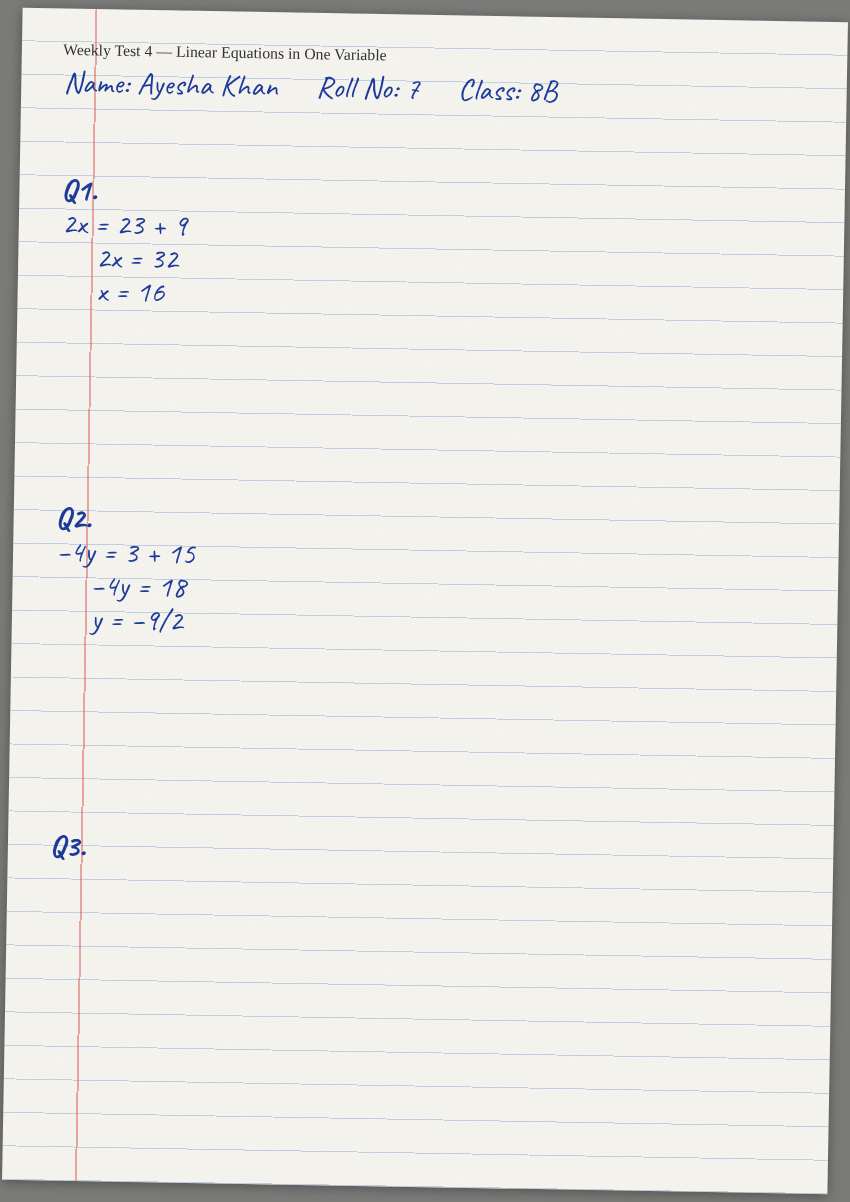 Weekly Test 4 — Linear Equations in One Variable
Name: Ayesha Khan Roll No: 7 Class: 8B
Q1.
2x = 23 + 9
2x = 32
x = 16
Q2.
-4y = 3 + 15
-4y = 18
y = -9/2
Q3.